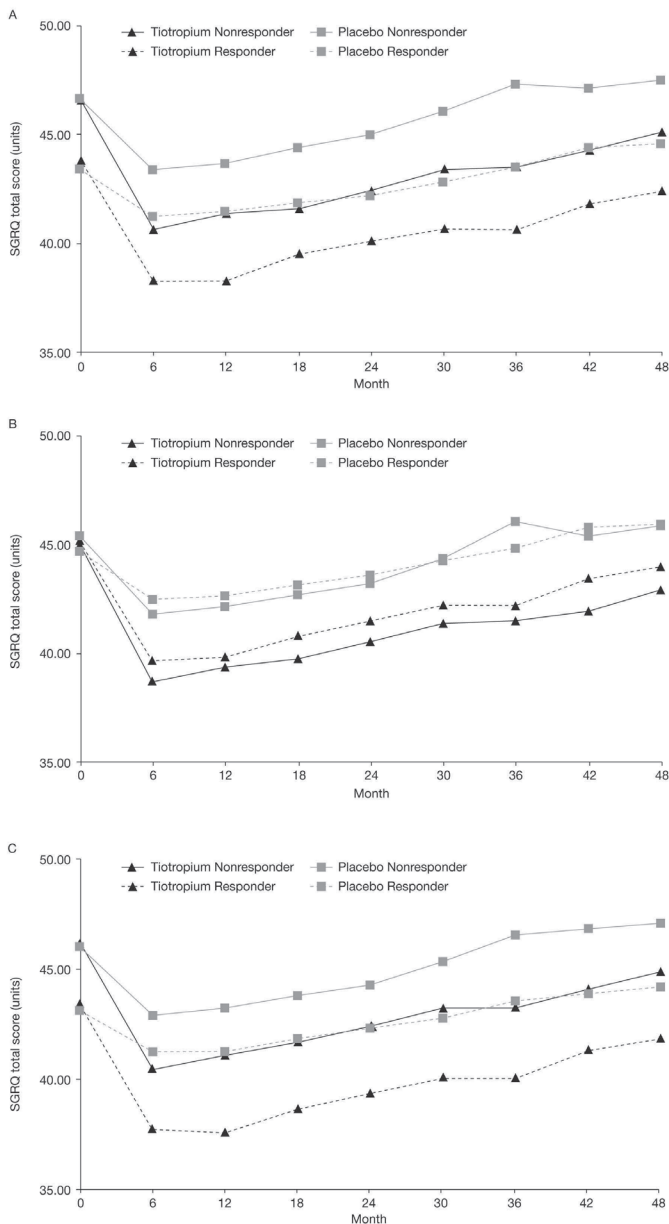 A
50.00
Tiotropium Nonresponder Placebo Nonresponder
Tiotropium Responder Placebo Responder
45.00
SGRQ total score (units)
40.00
35.00
0 6 12 18 24 30 36 42 48
Month
B
50.00
Tiotropium Nonresponder Placebo Nonresponder
Tiotropium Responder Placebo Responder
45.00
SGRQ total score (units)
40.00
35.00
0 6 12 18 24 30 36 42 48
Month
C
50.00
Tiotropium Nonresponder Placebo Nonresponder
Tiotropium Responder Placebo Responder
45.00
SGRQ total score (units)
40.00
35.00
0 6 12 18 24 30 36 42 48
Month